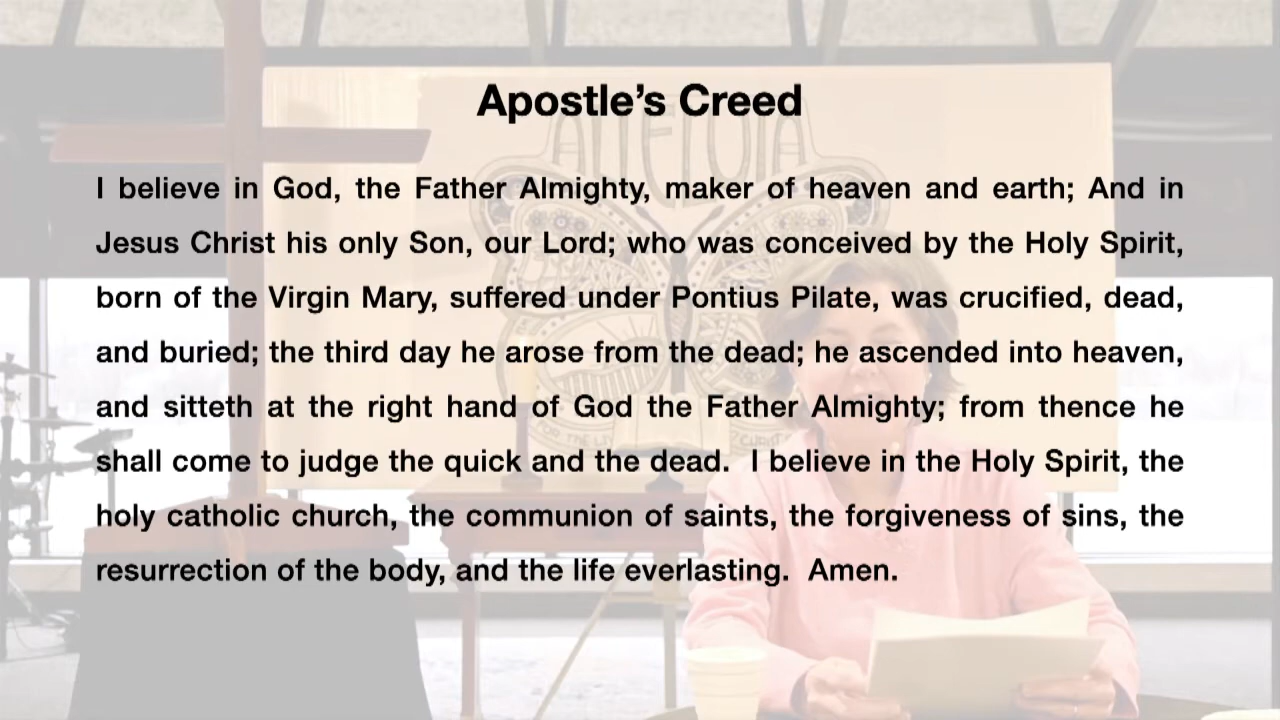 Apostle’s Creed
I believe in God, the Father Almighty, maker of heaven and earth; And in
Jesus Christ his only Son, our Lord; who was conceived by the Holy Spirit,
born of the Virgin Mary, suffered under Pontius Pilate, was crucified, dead,
and buried; the third day he arose from the dead; he ascended into heaven,
and sitteth at the right hand of God the Father Almighty; from thence he
shall come to judge the quick and the dead.  I believe in the Holy Spirit, the
holy catholic church, the communion of saints, the forgiveness of sins, the
resurrection of the body, and the life everlasting.  Amen.
ALLELUIA
FOR THE